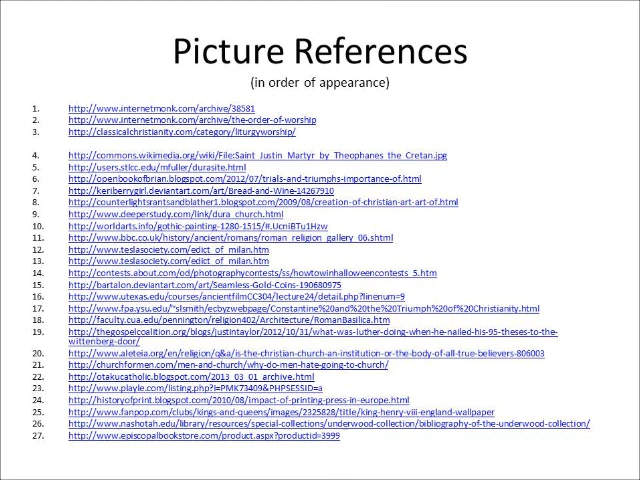 Picture References
(in order of appearance)
1. http://www.internetmonk.com/archive/38581
2. http://www.internetmonk.com/archive/the-order-of-worship
3. http://classicalchristianity.com/category/liturgyworship/
4. http://commons.wikimedia.org/wiki/File:Saint_Justin_Martyr_by_Theophanes_the_Cretan.jpg
5. http://users.stlcc.edu/mfuller/durasite.html
6. http://openbookofbrian.blogspot.com/2012/07/trials-and-triumphs-importance-of.html
7. http://keriberrygirl.deviantart.com/art/Bread-and-Wine-14267910
8. http://counterlightsrantsandblather1.blogspot.com/2009/08/creation-of-christian-art-art-of.html
9. http://www.deeperstudy.com/link/dura_church.html
10. http://worldarts.info/gothic-painting-1280-1515/#.UcniBTu1Hzw
11. http://www.bbc.co.uk/history/ancient/romans/roman_religion_gallery_06.shtml
12. http://www.teslasociety.com/edict_of_milan.htm
13. http://www.teslasociety.com/edict_of_milan.htm
14. http://contests.about.com/od/photographycontests/ss/howtowinhalloweencontests_5.htm
15. http://bartalon.deviantart.com/art/Seamless-Gold-Coins-190680975
16. http://www.utexas.edu/courses/ancientfilmCC304/lecture24/detail.php?linenum=9
17. http://www.fpa.ysu.edu/~slsmith/ecbyzwebpage/Constantine%20and%20the%20Triumph%20of%20Christianity.html
18. http://faculty.cua.edu/pennington/religion402/Architecture/RomanBasilica.htm
19. http://thegospelcoalition.org/blogs/justintaylor/2012/10/31/what-was-luther-doing-when-he-nailed-his-95-theses-to-the-
wittenberg-door/
20. http://www.aleteia.org/en/religion/q&a/is-the-christian-church-an-institution-or-the-body-of-all-true-believers-806003
21. http://churchformen.com/men-and-church/why-do-men-hate-going-to-church/
22. http://otakucatholic.blogspot.com/2013_03_01_archive.html
23. http://www.playle.com/listing.php?i=PMK73409&PHPSESSID=a
24. http://historyofprint.blogspot.com/2010/08/impact-of-printing-press-in-europe.html
25. http://www.fanpop.com/clubs/kings-and-queens/images/2325828/title/king-henry-viii-england-wallpaper
26. http://www.nashotah.edu/library/resources/special-collections/underwood-collection/bibliography-of-the-underwood-collection/
27. http://www.episcopalbookstore.com/product.aspx?productid=3999